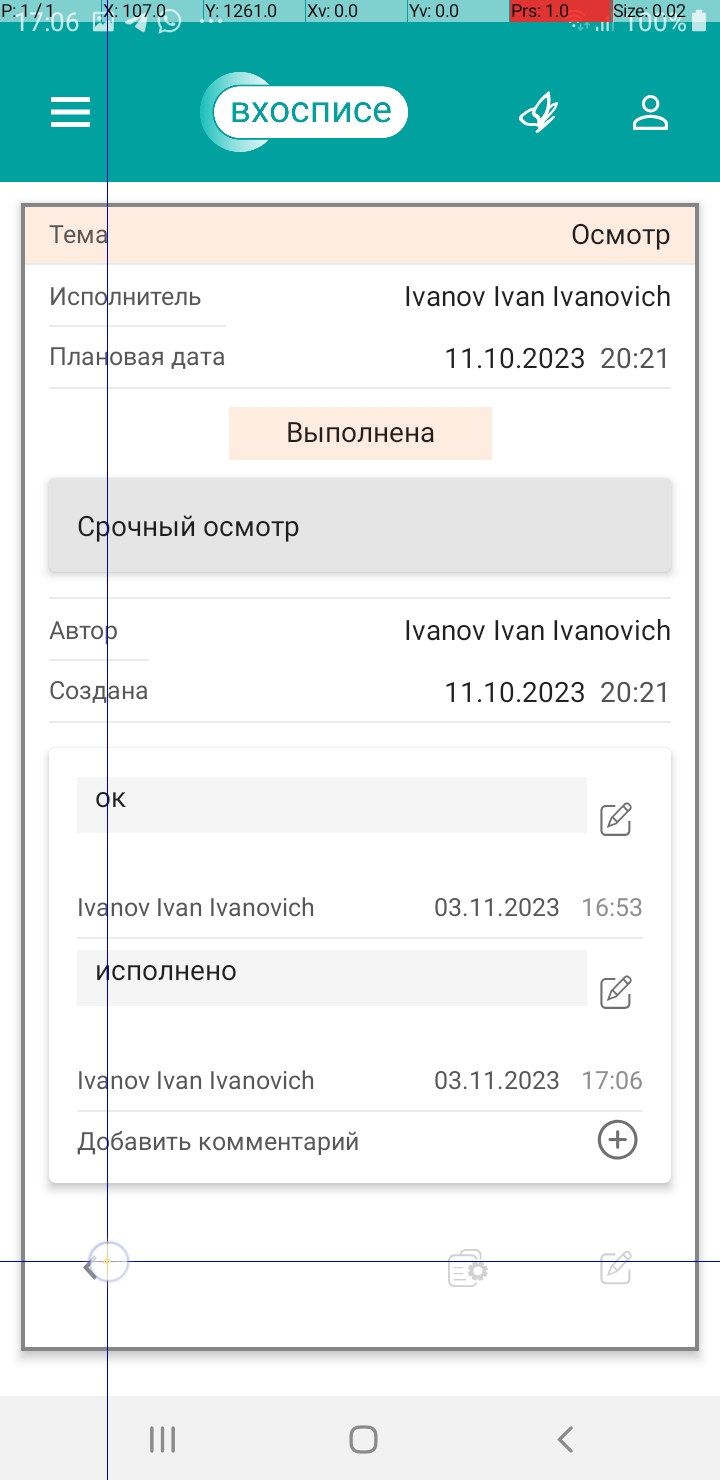 P: 1 / 1 X: 107.0 Y: 1261.0 Xv: 0.0 Yv: 0.0 Prs: 1.0 Size: 0.02
17:06 100%
вхосписе
Тема Осмотр
Исполнитель Ivanov Ivan Ivanovich
Плановая дата 11.10.2023 20:21
Выполнена
Срочный осмотр
Автор Ivanov Ivan Ivanovich
Создана 11.10.2023 20:21
ок
Ivanov Ivan Ivanovich 03.11.2023 16:53
исполнено
Ivanov Ivan Ivanovich 03.11.2023 17:06
Добавить комментарий